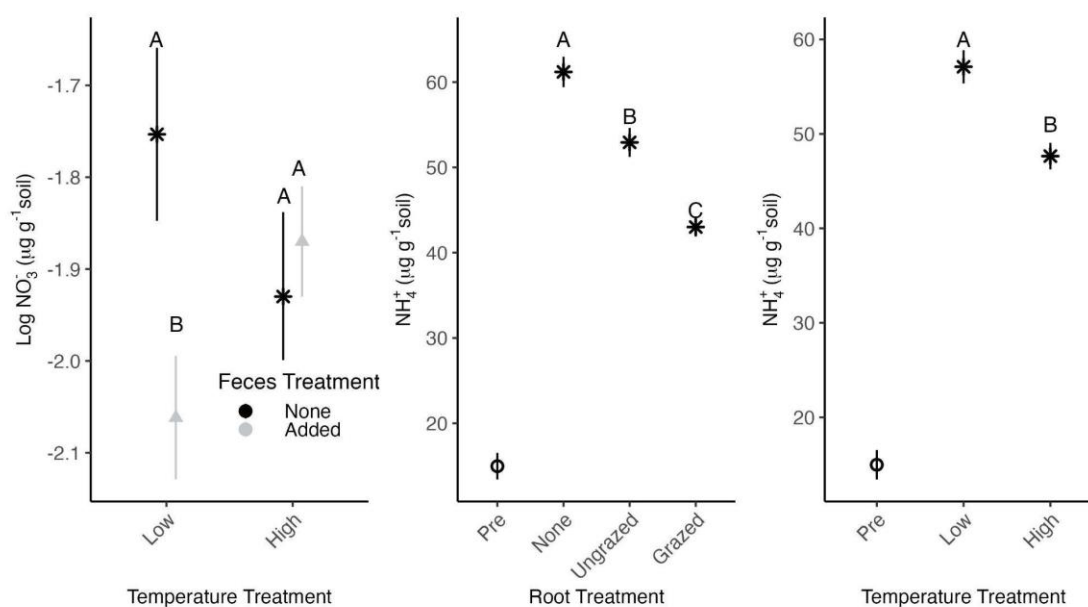 Log NO₃⁻ (μg g⁻¹soil)
-1.7
-1.8
-1.9
-2.0
-2.1
A
B
A
A
Feces Treatment
None
Added
Low
High
Temperature Treatment
NH₄⁺ (μg g⁻¹soil)
60
50
40
30
20
A
B
C
Pre
None
Ungrazed
Grazed
Root Treatment
NH₄⁺ (μg g⁻¹soil)
60
50
40
30
20
A
B
Pre
Low
High
Temperature Treatment